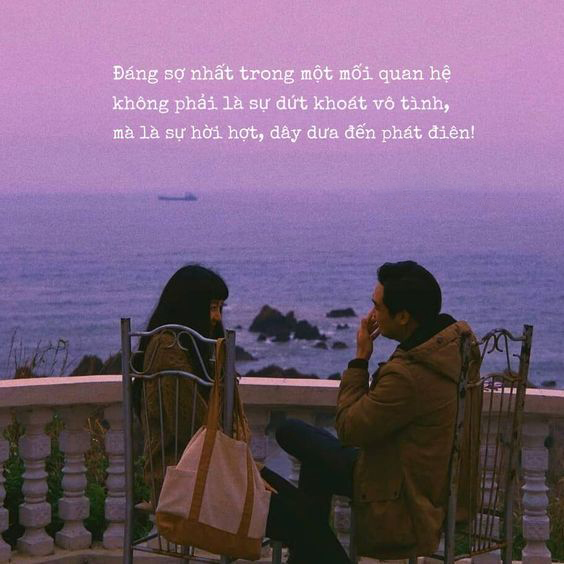 Đáng sợ nhất trong một mối quan hệ
không phải là sự dứt khoát vô tình,
mà là sự hời hợt, dây dưa đến phát điên!